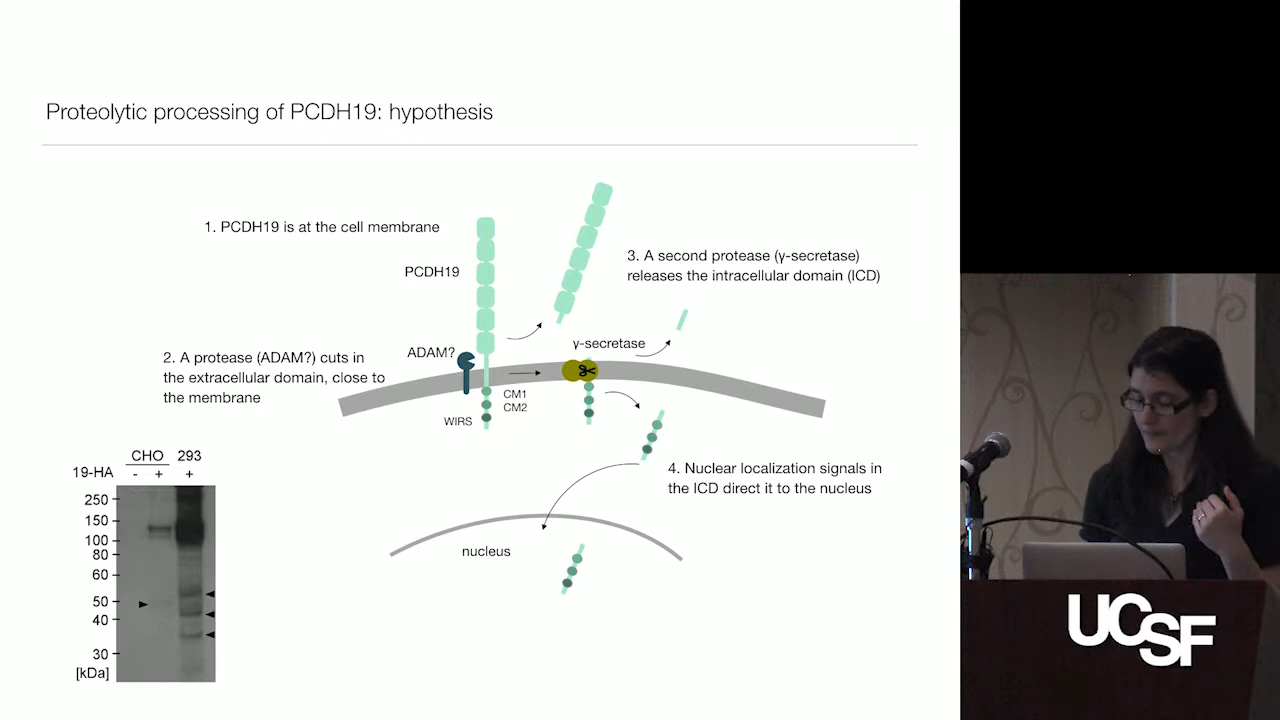 Proteolytic processing of PCDH19: hypothesis
1. PCDH19 is at the cell membrane
PCDH19
3. A second protease (γ-secretase)
releases the intracellular domain (ICD)
ADAM?
γ-secretase
2. A protease (ADAM?) cuts in
the extracellular domain, close to
the membrane
CM1
CM2
WIRS
4. Nuclear localization signals in
the ICD direct it to the nucleus
nucleus
CHO 293
19-HA - + +
250
150
100
80
60
50
40
30
[kDa]
UCSF